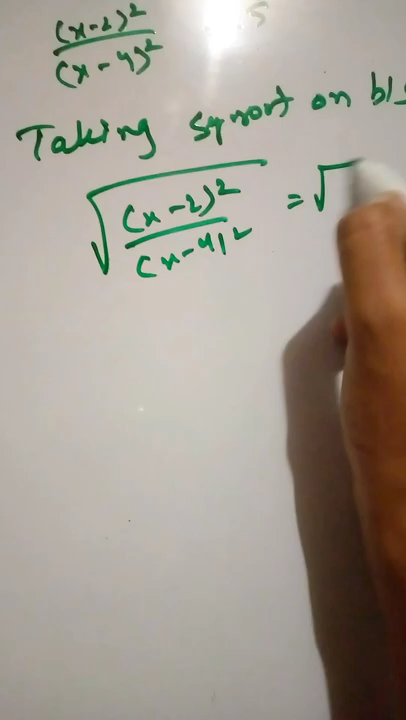 (x-2)²
(x-4)²
Taking sqroot on b/s
√(x-2)² = √
(x-4)²